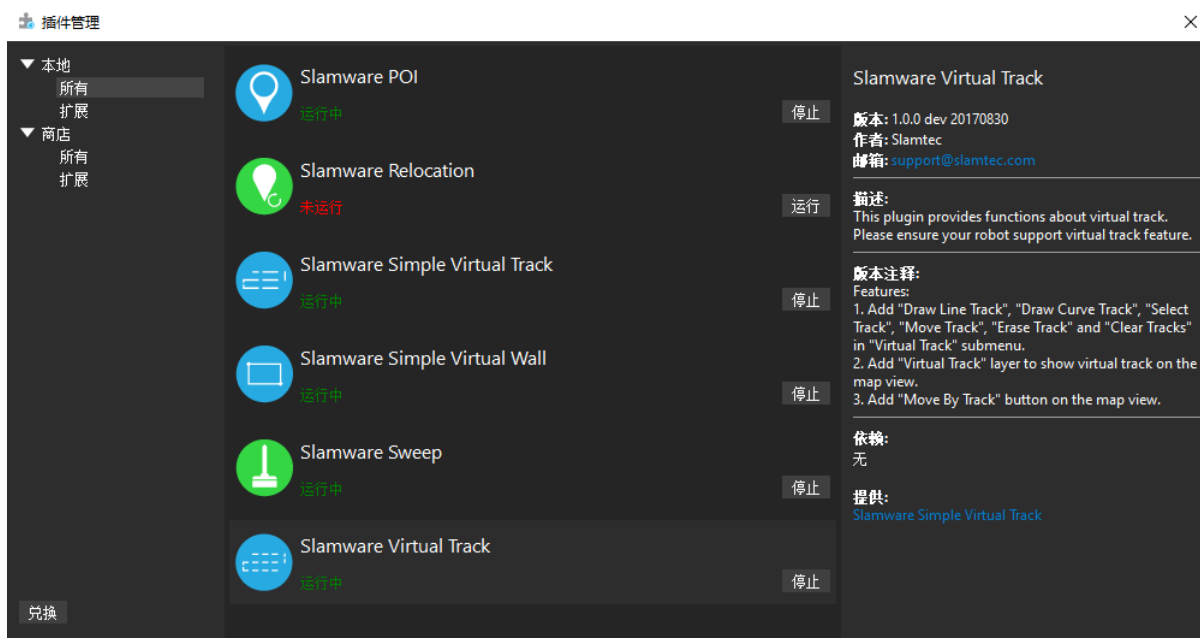 插件管理
本地
所有
扩展
商店
所有
扩展
兑换
Slamware POI
运行中
停止
Slamware Relocation
未运行
运行
Slamware Simple Virtual Track
运行中
停止
Slamware Simple Virtual Wall
运行中
停止
Slamware Sweep
运行中
停止
Slamware Virtual Track
运行中
停止
Slamware Virtual Track
版本: 1.0.0 dev 20170830
作者: Slamtec
邮箱: support@slamtec.com
描述:
This plugin provides functions about virtual track.
Please ensure your robot support virtual track feature.
版本注释:
Features:
1. Add "Draw Line Track", "Draw Curve Track", "Select
Track", "Move Track", "Erase Track" and "Clear Tracks"
in "Virtual Track" submenu.
2. Add "Virtual Track" layer to show virtual track on the
map view.
3. Add "Move By Track" button on the map view.
依赖:
无
提供:
Slamware Simple Virtual Track